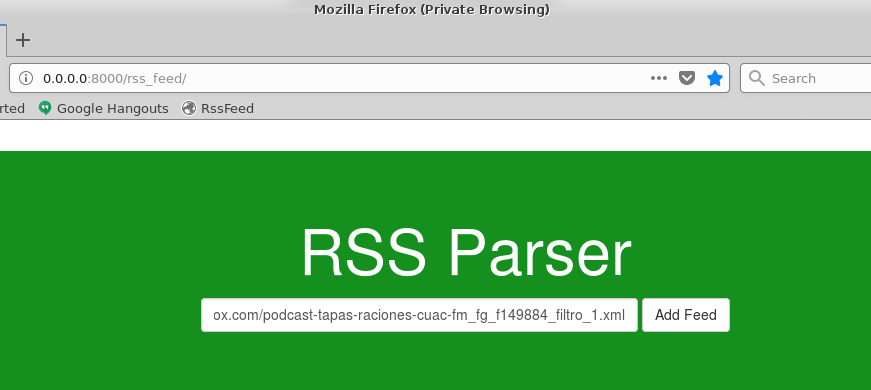 Mozilla Firefox (Private Browsing)
0.0.0.0:8000/rss_feed/
Search
rted
Google Hangouts
RssFeed
RSS Parser
ox.com/podcast-tapas-raciones-cuac-fm_fg_f149884_filtro_1.xml
Add Feed